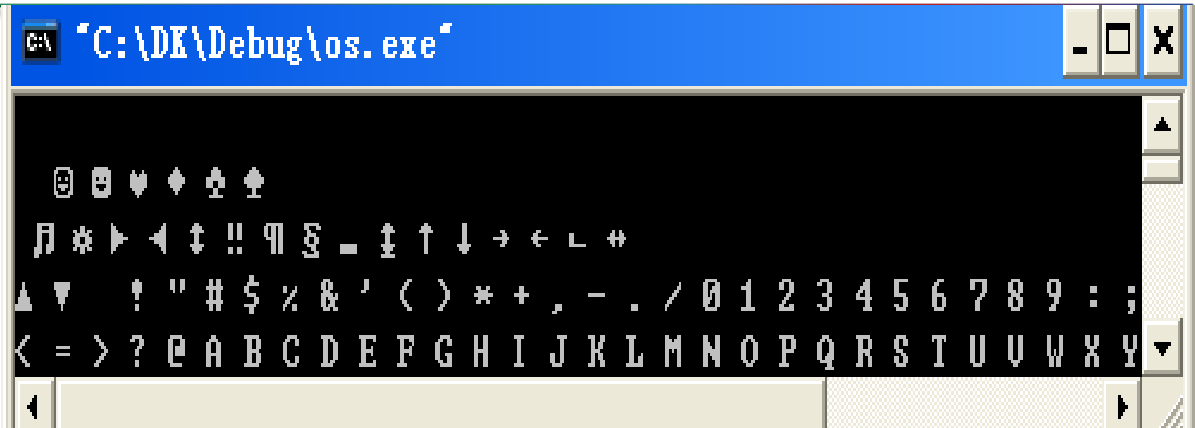 "C:\DK\Debug\os.exe"
☺ ☻ ♥ ♦ ♣ ♠
♫ ☼ ► ◄ ↕ ‼ ¶ § ▬ ↨ ↑ ↓ → ← ∟ ↔
▲ ▼ ! " # $ % & ' ( ) * + , - . / 0 1 2 3 4 5 6 7 8 9 : ;
< = > ? @ A B C D E F G H I J K L M N O P Q R S T U V W X Y